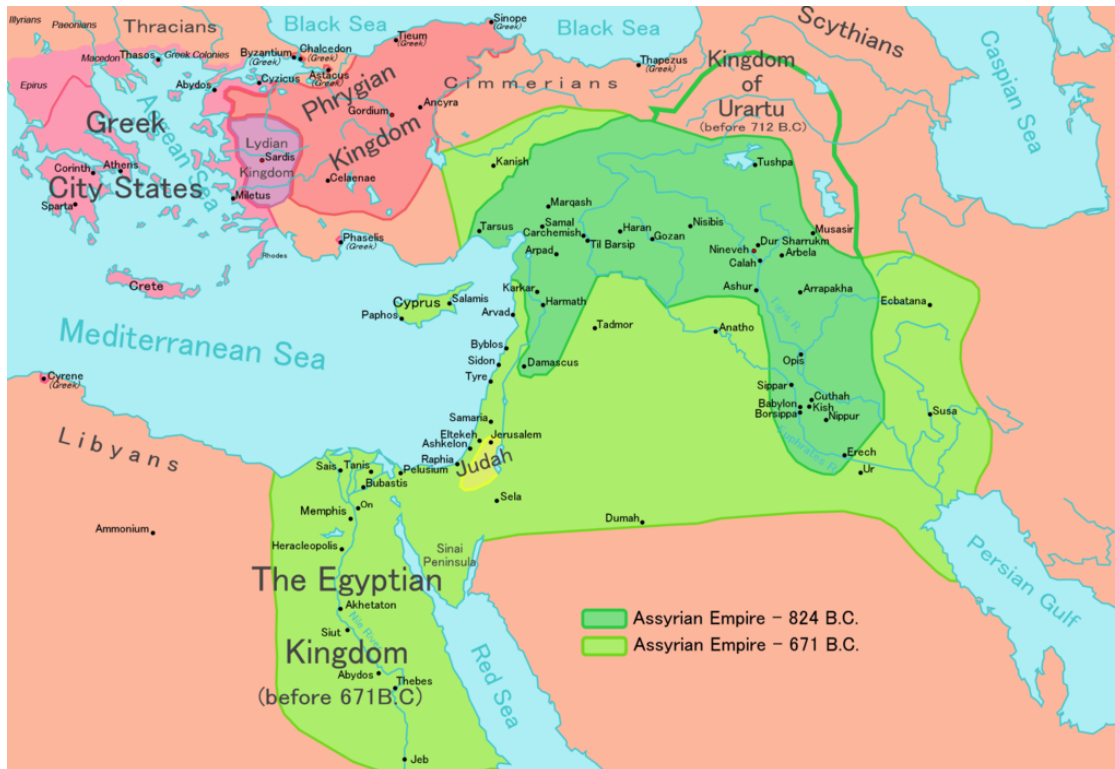 Illyrians
Paeonians
Thracians
Black Sea
Sinope
(Greek)
Black Sea
Scythians
Caspian Sea
Macedon
Greek Colonies
Thasos
Byzantium
(Greek)
Chalcedon
(Greek)
Tieum
(Greek)
Astacus
(Greek)
Cyzicus
Abydos
Epirus
Aegean Sea
Thapezus
(Greek)
Cimmerians
Kingdom
of
Urartu
(before 712 B.C)
Phrygian
Kingdom
Gordium
Ancyra
Greek
City States
Lydian
Kingdom
Sardis
Celaenae
Miletus
Corinth
Athens
Sparta
Kanish
Tushpa
Marqash
Samal
Carchemish
Til Barsip
Haran
Gozan
Nisibis
Musasir
Dur Sharrukm
Nineveh
Arbela
Calah
Tarsus
Arpad
Phaselis
(Greek)
Rhodes
Crete
Cyprus
Salamis
Paphos
Karkar
Harmath
Arvad
Ashur
Arrapakha
Ecbatana
Mediterranean Sea
Tadmor
Anatho
Tigris R.
Byblos
Sidon
Damascus
Tyre
Opis
Sippar
Cuthah
Babylon
Kish
Borsippa
Nippur
Susa
Cyrene
(Greek)
Libyans
Samaria
Eltekeh
Jerusalem
Ashkelon
Raphia
Judah
Euphrates R.
Erech
Ur
Sais
Tanis
Pelusium
Bubastis
On
Memphis
Sela
Dumah
Ammonium
Heracleopolis
Sinai
Peninsula
Persian Gulf
The Egyptian
Kingdom
(before 671B.C)
Akhetaton
Siut
Nile River
Abydos
Thebes
Red Sea
Jeb
Assyrian Empire - 824 B.C.
Assyrian Empire - 671 B.C.